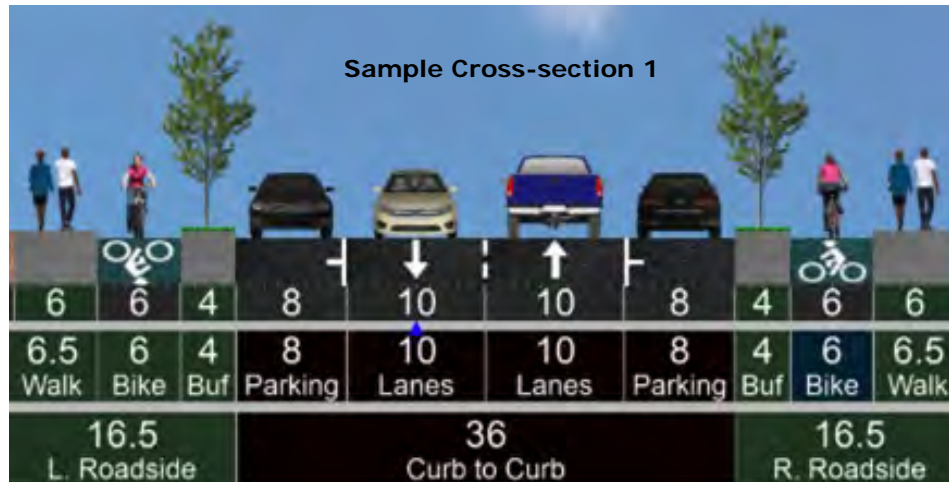 Sample Cross-section 1
6 6 4 8 10 10 8 4 6 6
6.5 6 4 8 10 10 8 4 6 6.5
Walk Bike Buf Parking Lanes Lanes Parking Buf Bike Walk
16.5 36 16.5
L. Roadside Curb to Curb R. Roadside